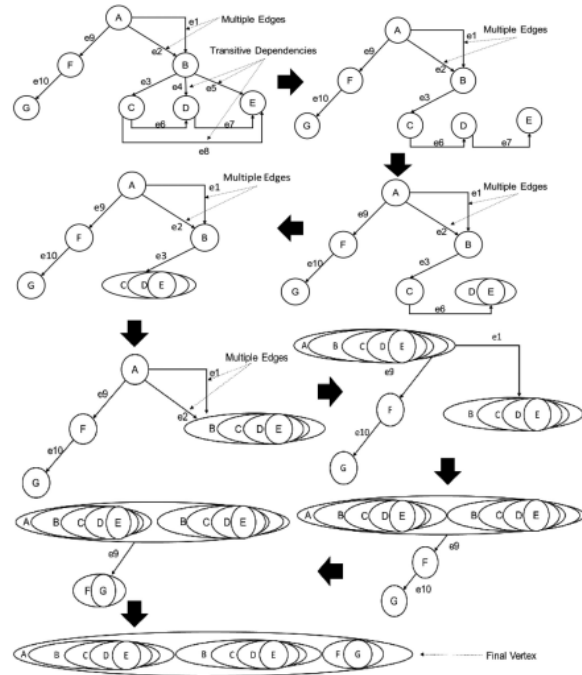 A
e1
Multiple Edges
e9
e2
F
B
Transitive Dependencies
e10
e3
e4
e5
G
C
D
E
e6
e7
e8
A
e1
Multiple Edges
e9
e2
F
B
e10
e3
G
C
D
E
e6
e7
A
e1
Multiple Edges
e9
e2
F
B
e10
e3
G
C
D E
e6
A
e1
Multiple Edges
e9
e2
F
B
e10
e3
G
C D E
A
e1
Multiple Edges
e9
e2
F
B C D E
e10
G
A B C D E
e1
e9
F
B C D E
e10
G
A B C D E B C D E
e9
F
e10
G
A B C D E B C D E
e9
F G
A B C D E B C D E F G
Final Vertex